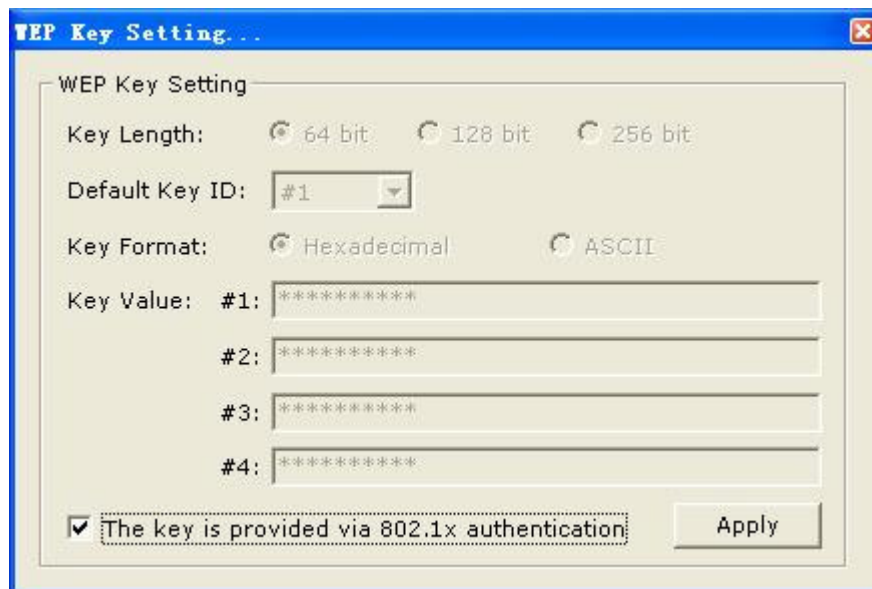 WEP Key Setting...
WEP Key Setting
Key Length: 64 bit 128 bit 256 bit
Default Key ID: #1
Key Format: Hexadecimal ASCII
Key Value: #1: **********
#2: **********
#3: **********
#4: **********
The key is provided via 802.1x authentication Apply